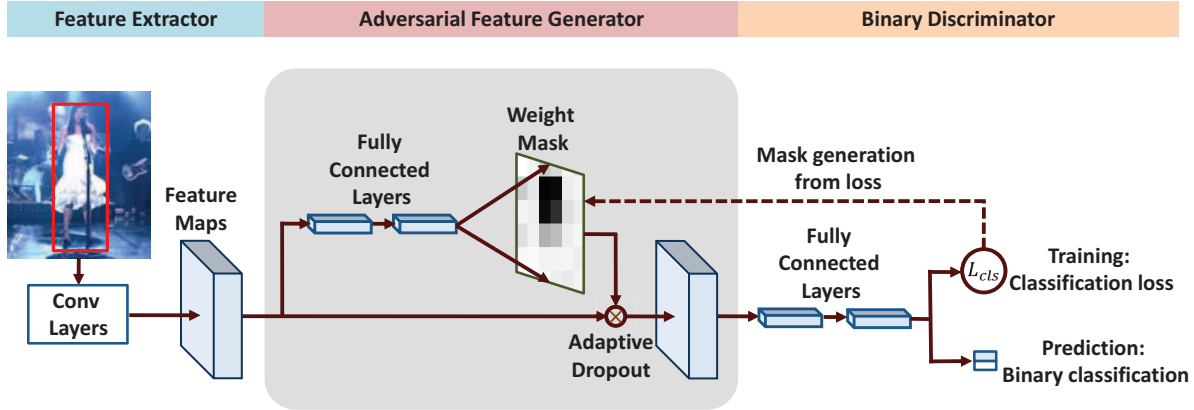 Feature Extractor
Adversarial Feature Generator
Binary Discriminator
Feature
Maps
Conv
Layers
Fully
Connected
Layers
Weight
Mask
Adaptive
Dropout
Mask generation
from loss
Fully
Connected
Layers
L_cls
Training:
Classification loss
Prediction:
Binary classification